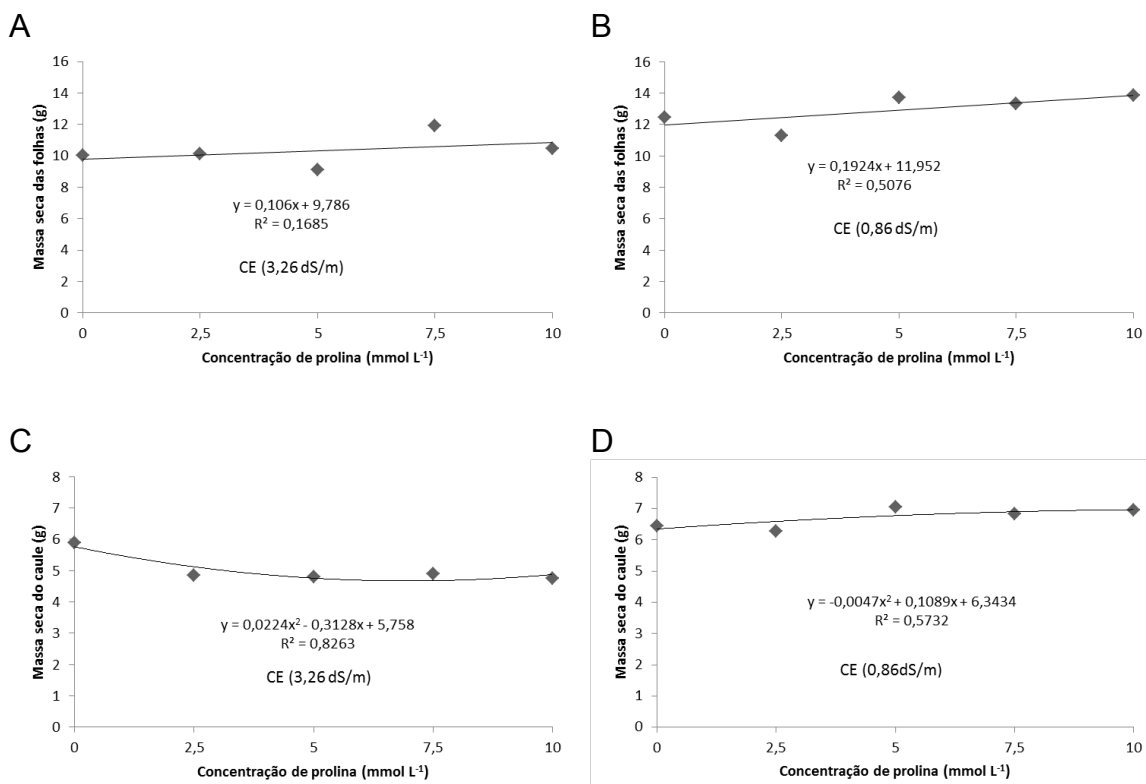 A
Massa seca das folhas (g)
16
14
12
10
8
6
4
2
0
y = 0,106x + 9,786
R² = 0,1685
CE (3,26 dS/m)
0 2,5 5 7,5 10
Concentração de prolina (mmol L⁻¹)
B
Massa seca das folhas (g)
16
14
12
10
8
6
4
2
0
y = 0,1924x + 11,952
R² = 0,5076
CE (0,86 dS/m)
0 2,5 5 7,5 10
Concentração de prolina (mmol L⁻¹)
C
Massa seca do caule (g)
8
7
6
5
4
3
2
1
0
y = 0,0224x² - 0,3128x + 5,758
R² = 0,8263
CE (3,26 dS/m)
0 2,5 5 7,5 10
Concentração de prolina (mmol L⁻¹)
D
Massa seca do caule (g)
8
7
6
5
4
3
2
1
0
y = -0,0047x² + 0,1089x + 6,3434
R² = 0,5732
CE (0,86dS/m)
0 2,5 5 7,5 10
Concentração de prolina (mmol L⁻¹)